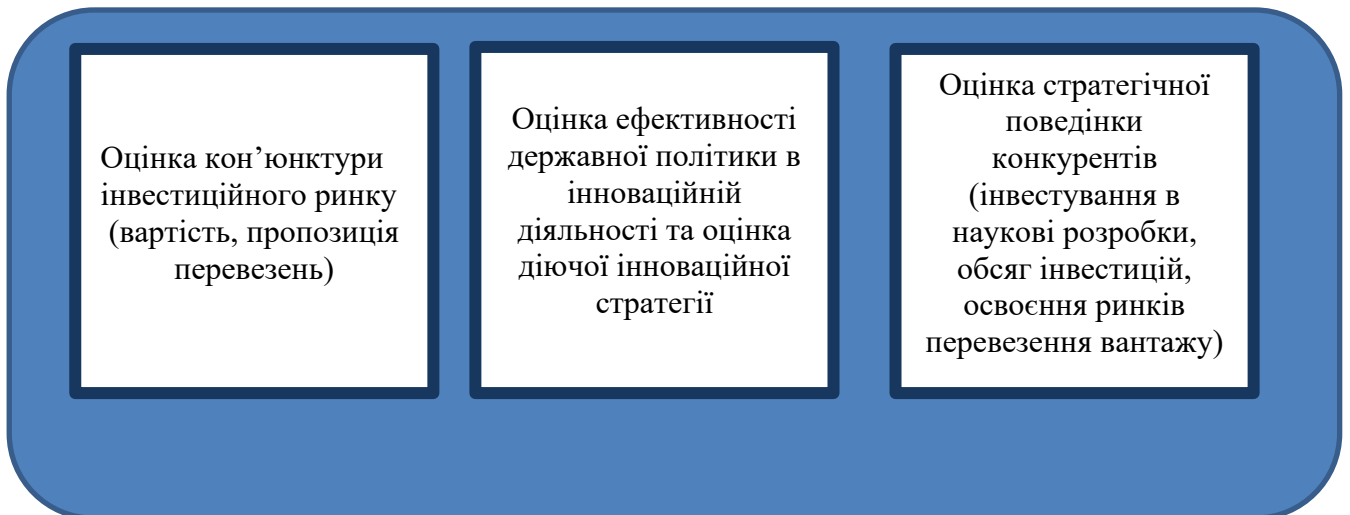 Оцінка кон’юнктури
інвестиційного ринку
(вартість, пропозиція
перевезень)
Оцінка ефективності
державної політики в
інноваційній
діяльності та оцінка
діючої інноваційної
стратегії
Оцінка стратегічної
поведінки
конкурентів
(інвестування в
наукові розробки,
обсяг інвестицій,
освоєння ринків
перевезення вантажу)